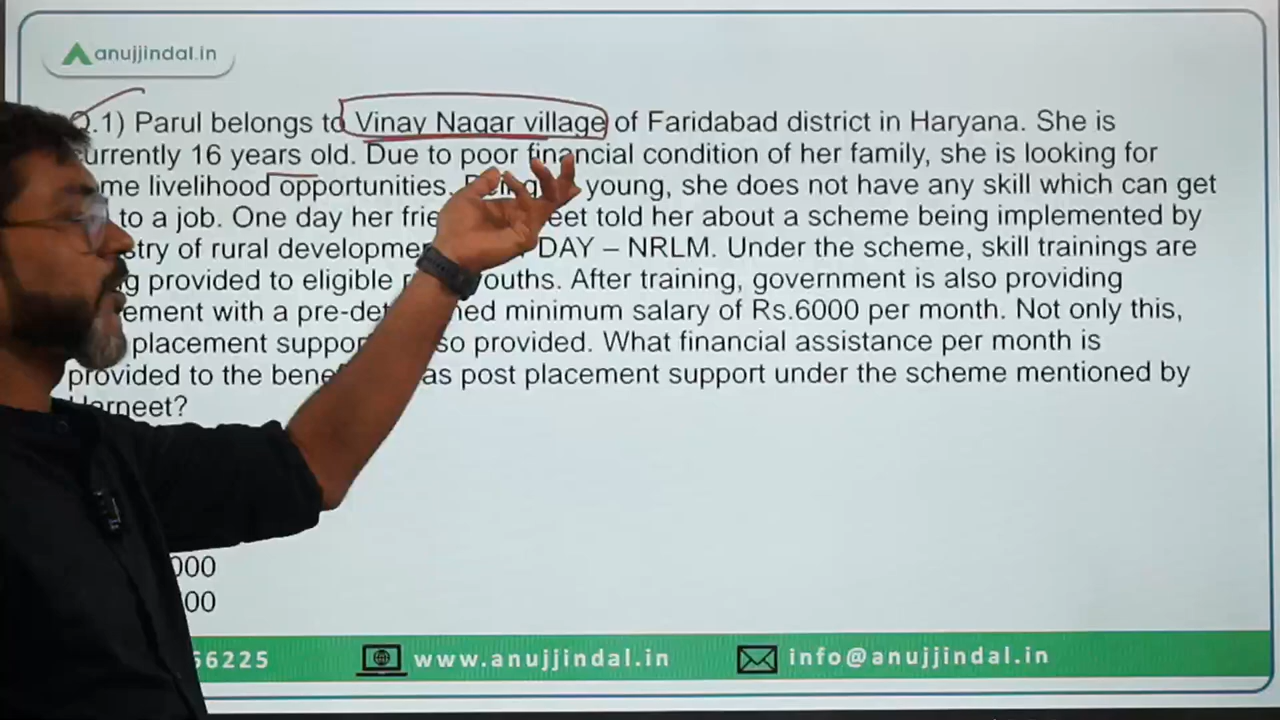 anujjindal.in
Q.1) Parul belongs to Vinay Nagar village of Faridabad district in Haryana. She is
currently 16 years old. Due to poor financial condition of her family, she is looking for
me livelihood opportunities. young, she does not have any skill which can get
to a job. One day her frie eet told her about a scheme being implemented by
stry of rural developme DAY – NRLM. Under the scheme, skill trainings are
g provided to eligible ouths. After training, government is also providing
ement with a pre-de ned minimum salary of Rs.6000 per month. Not only this,
placement suppor so provided. What financial assistance per month is
provided to the bene as post placement support under the scheme mentioned by
Harneet?
000
00
56225
www.anujjindal.in
info@anujjindal.in